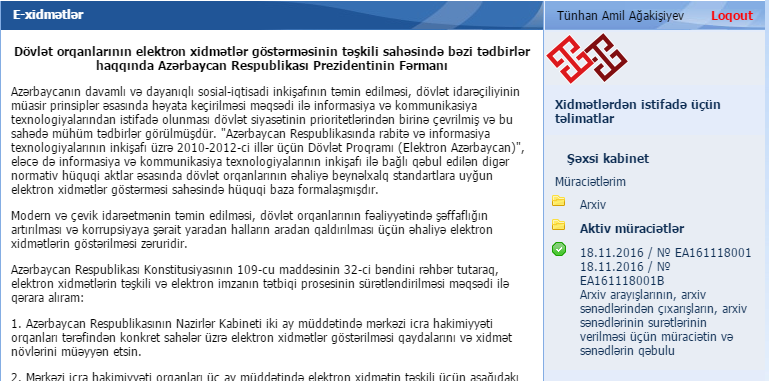 E-xidmətlər
Tünhan Amil Ağakişiyev Loqout
Dövlət orqanlarının elektron xidmətlər göstərməsinin təşkili sahəsində bəzi tədbirlər
haqqında Azərbaycan Respublikası Prezidentinin Fərmanı
Azərbaycanın davamlı və dayanıqlı sosial-iqtisadi inkişafının təmin edilməsi, dövlət idarəçiliyinin
müasir prinsiplər əsasında həyata keçirilməsi məqsədi ilə informasiya və kommunikasiya
texnologiyalarından istifadə olunması dövlət siyasətinin prioritetlərindən birinə çevrilmiş və bu
sahədə mühüm tədbirlər görülmüşdür. "Azərbaycan Respublikasında rabitə və informasiya
texnologiyalarının inkişafı üzrə 2010-2012-ci illər üçün Dövlət Proqramı (Elektron Azərbaycan)",
eləcə də informasiya və kommunikasiya texnologiyalarının inkişafı ilə bağlı qəbul edilən digər
normativ hüquqi aktlar əsasında dövlət orqanlarının əhaliyə beynəlxalq standartlara uyğun
elektron xidmətlər göstərməsi sahəsində hüquqi baza formalaşmışdır.
Modern və çevik idarəetmənin təmin edilməsi, dövlət orqanlarının fəaliyyətində şəffaflığın
artırılması və korrupsiyaya şərait yaradan halların aradan qaldırılması üçün əhaliyə elektron
xidmətlərin göstərilməsi zəruridir.
Azərbaycan Respublikası Konstitusiyasının 109-cu maddəsinin 32-ci bəndini rəhbər tutaraq,
elektron xidmətlərin təşkili və elektron imzanın tətbiqi prosesinin sürətləndirilməsi məqsədi ilə
qərara alıram:
1. Azərbaycan Respublikasının Nazirlər Kabineti iki ay müddətində mərkəzi icra hakimiyyəti
orqanları tərəfindən konkret sahələr üzrə elektron xidmətlər göstərilməsi qaydalarını və xidmət
növlərini müəyyən etsin.
2. Mərkəzi icra hakimiyyəti orqanları üç ay müddətində elektron xidmətin təşkili üçün aşağıdakı
Xidmətlərdən istifadə üçün
təlimatlar
Şəxsi kabinet
Müraciətlərim
Arxiv
Aktiv müraciətlər
18.11.2016 / № EA161118001
18.11.2016 / №
EA161118001B
Arxiv arayışlarının, arxiv
sənədlərindən çıxarışların, arxiv
sənədlərinin surətlərinin
verilməsi üçün müraciətin və
sənədlərin qəbulu